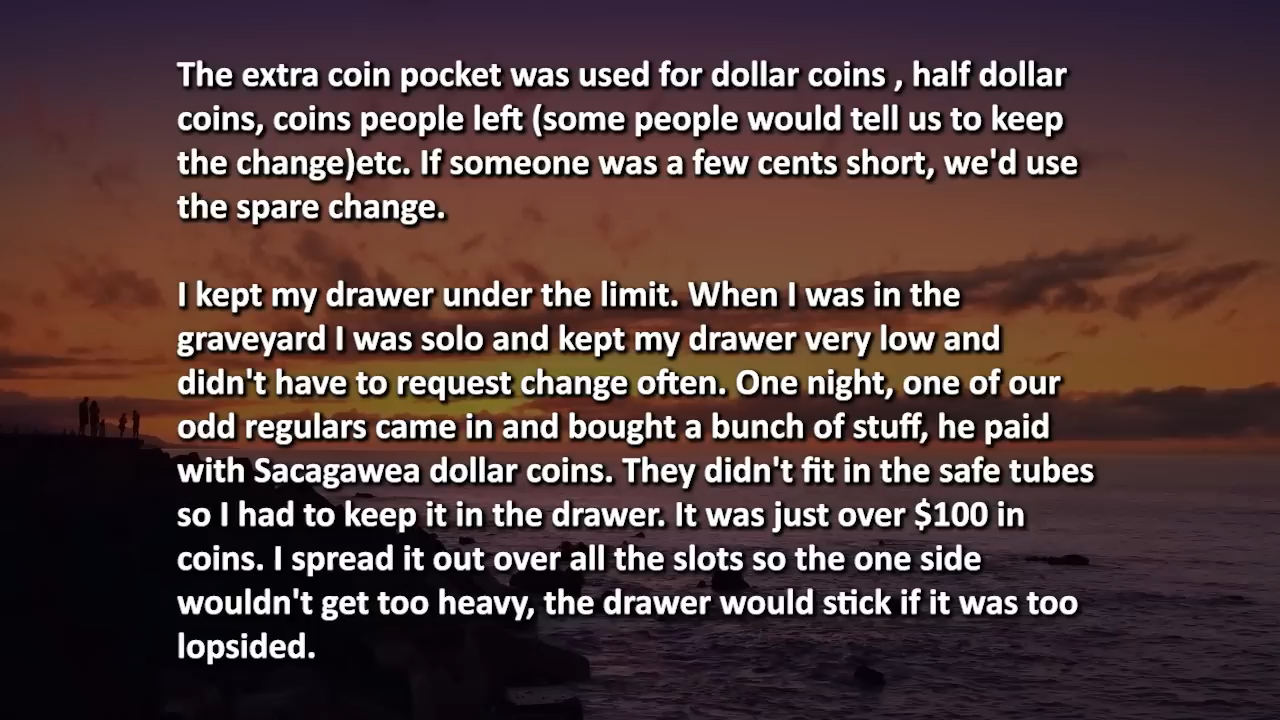 The extra coin pocket was used for dollar coins , half dollar
coins, coins people left (some people would tell us to keep
the change)etc. If someone was a few cents short, we'd use
the spare change.
I kept my drawer under the limit. When I was in the
graveyard I was solo and kept my drawer very low and
didn't have to request change often. One night, one of our
odd regulars came in and bought a bunch of stuff, he paid
with Sacagawea dollar coins. They didn't fit in the safe tubes
so I had to keep it in the drawer. It was just over $100 in
coins. I spread it out over all the slots so the one side
wouldn't get too heavy, the drawer would stick if it was too
lopsided.